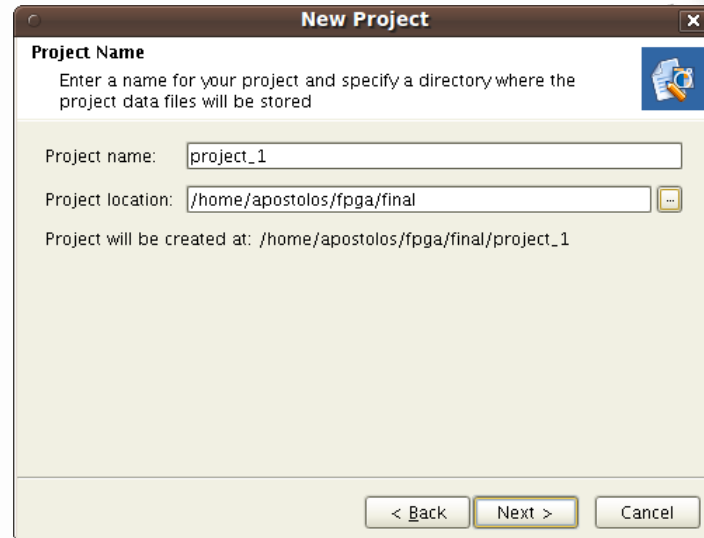 New Project
Project Name
Enter a name for your project and specify a directory where the
project data files will be stored
Project name: project_1
Project location: /home/apostolos/fpga/final ...
Project will be created at: /home/apostolos/fpga/final/project_1
< Back Next > Cancel